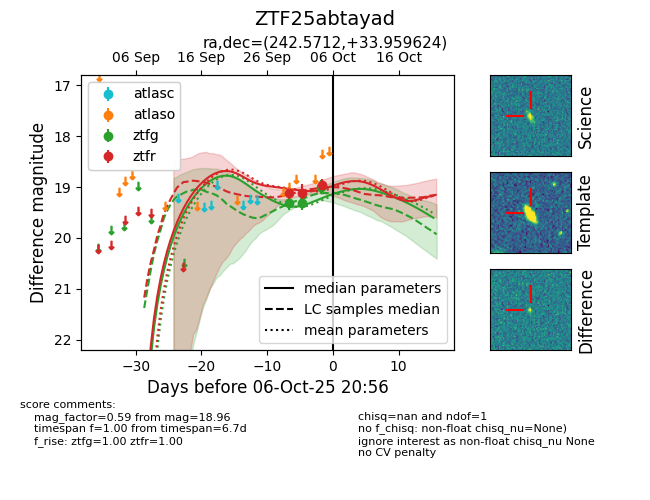 ZTF25abtayad
ra,dec=(242.5712,+33.959624)
06 Sep 16 Sep 26 Sep 06 Oct 16 Oct
17
18
19
20
21
22
Difference magnitude
atlasc
atlaso
ztfg
ztfr
median parameters
LC samples median
mean parameters
−30 −20 −10 0 10
Days before 06-Oct-25 20:56
Science
Template
Difference
score comments:
mag_factor=0.59 from mag=18.96
timespan f=1.00 from timespan=6.7d
f_rise: ztfg=1.00 ztfr=1.00
chisq=nan and ndof=1
no f_chisq: non-float chisq_nu=None)
ignore interest as non-float chisq_nu None
no CV penalty